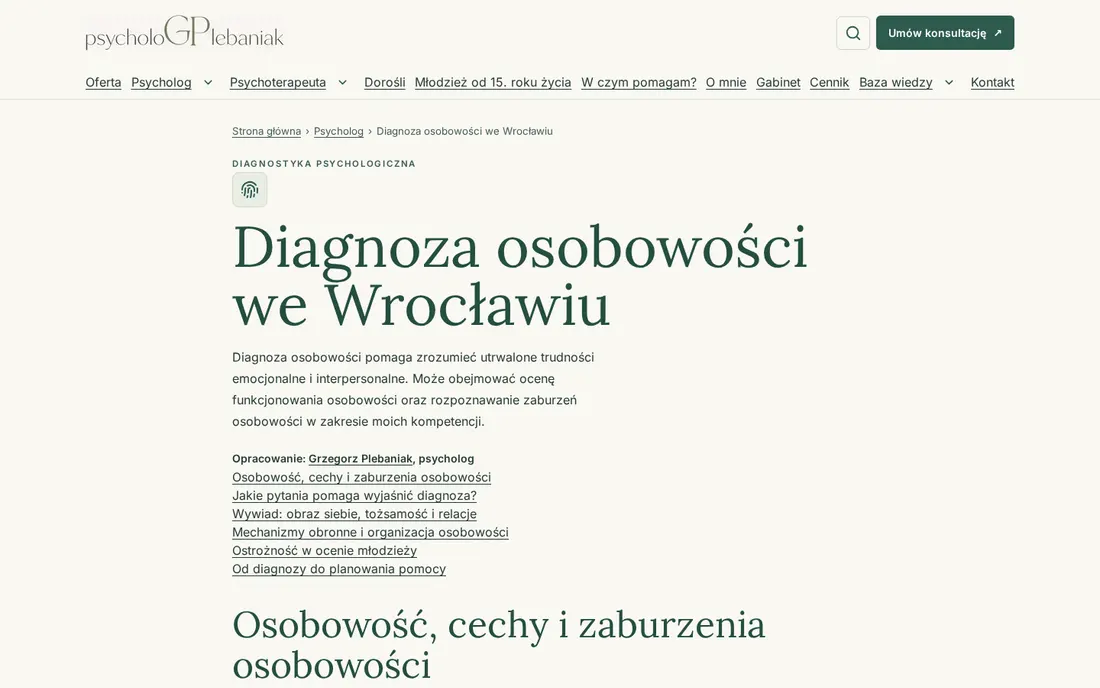 psycholoGPlebaniak
Umów konsultację ↗
Oferta Psycholog Psychoterapeuta Dorośli Młodzież od 15. roku życia W czym pomagam? O mnie Gabinet Cennik Baza wiedzy Kontakt
Strona główna › Psycholog › Diagnoza osobowości we Wrocławiu
DIAGNOSTYKA PSYCHOLOGICZNA
Diagnoza osobowości
we Wrocławiu
Diagnoza osobowości pomaga zrozumieć utrwalone trudności
emocjonalne i interpersonalne. Może obejmować ocenę
funkcjonowania osobowości oraz rozpoznawanie zaburzeń
osobowości w zakresie moich kompetencji.
Opracowanie: Grzegorz Plebaniak, psycholog
Osobowość, cechy i zaburzenia osobowości
Jakie pytania pomaga wyjaśnić diagnoza?
Wywiad: obraz siebie, tożsamość i relacje
Mechanizmy obronne i organizacja osobowości
Ostrożność w ocenie młodzieży
Od diagnozy do planowania pomocy
Osobowość, cechy i zaburzenia
osobowości